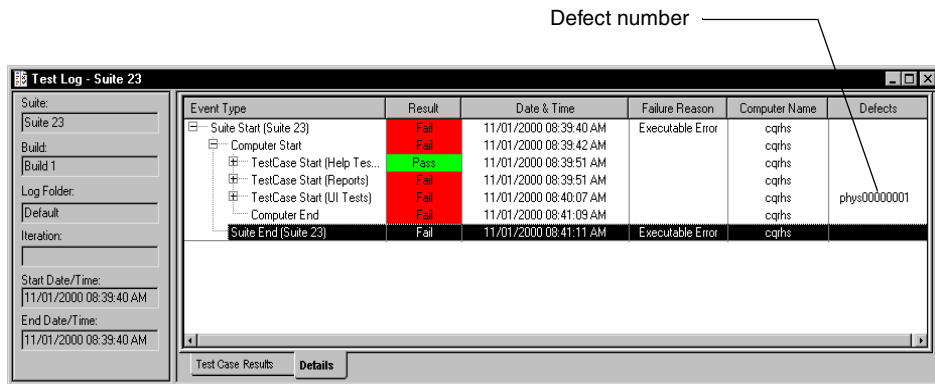 Defect number
Test Log - Suite 23
Suite:
Suite 23
Build:
Build 1
Log Folder:
Default
Iteration:
Start Date/Time:
11/01/2000 08:39:40 AM
End Date/Time:
11/01/2000 08:39:40 AM
Event Type Result Date & Time Failure Reason Computer Name Defects
Suite Start (Suite 23) Fail 11/01/2000 08:39:40 AM Executable Error cqrhs
Computer Start Fail 11/01/2000 08:39:42 AM cqrhs
TestCase Start (Help Tes... Pass 11/01/2000 08:39:51 AM cqrhs
TestCase Start (Reports) Fail 11/01/2000 08:39:51 AM cqrhs
TestCase Start (UI Tests) Fail 11/01/2000 08:40:07 AM cqrhs phys00000001
Computer End Fail 11/01/2000 08:41:09 AM cqrhs
Suite End (Suite 23) Fail 11/01/2000 08:41:11 AM Executable Error cqrhs
Test Case Results Details